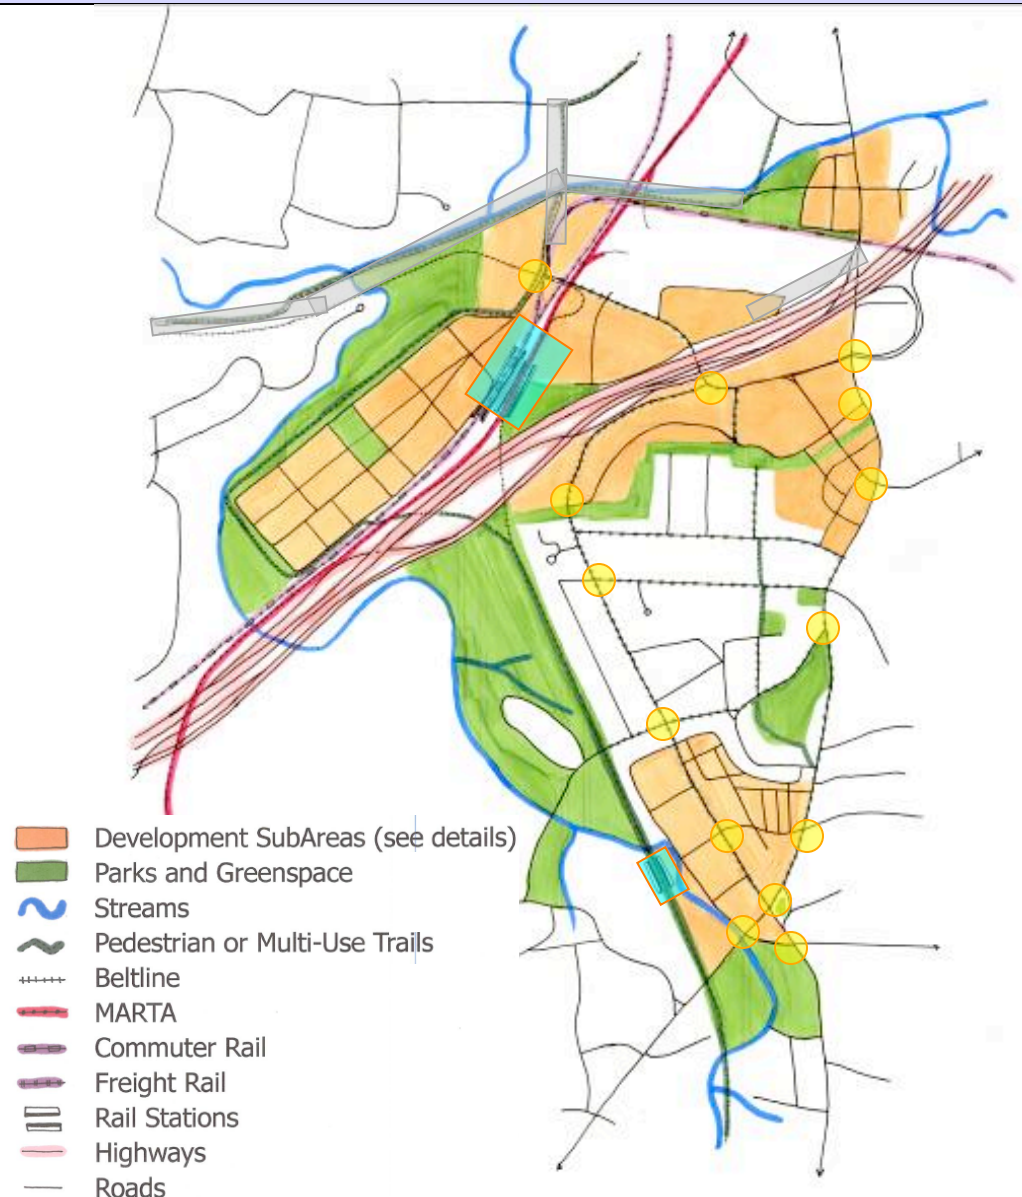 Development SubAreas (see details)
Parks and Greenspace
Streams
Pedestrian or Multi-Use Trails
Beltline
MARTA
Commuter Rail
Freight Rail
Rail Stations
Highways
Roads